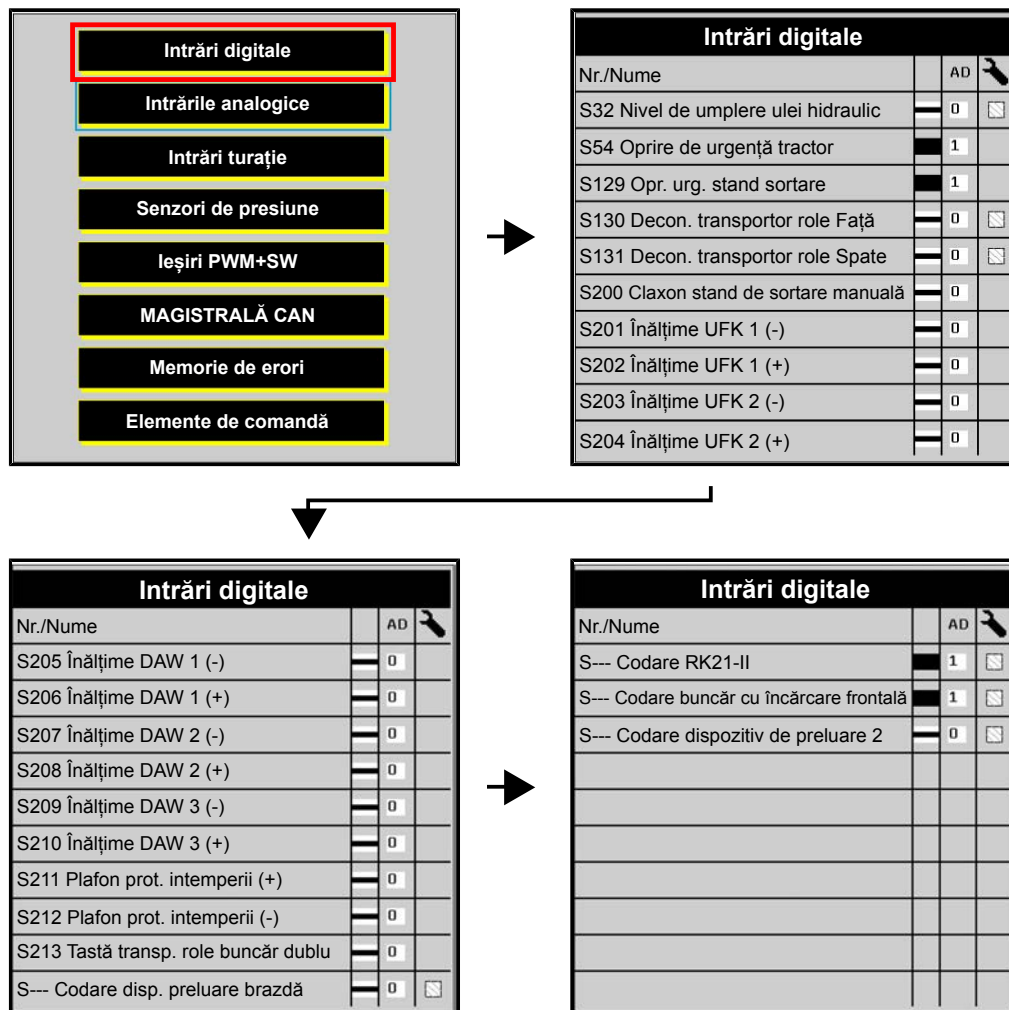 Intrări digitale
Intrările analogice
Intrări turație
Senzori de presiune
Ieșiri PWM+SW
MAGISTRALĂ CAN
Memorie de erori
Elemente de comandă
Intrări digitale
Nr./Nume AD
S32 Nivel de umplere ulei hidraulic 0
S54 Oprire de urgență tractor 1
S129 Opr. urg. stand sortare 1
S130 Decon. transportor role Față 0
S131 Decon. transportor role Spate 0
S200 Claxon stand de sortare manuală 0
S201 Înălțime UFK 1 (-) 0
S202 Înălțime UFK 1 (+) 0
S203 Înălțime UFK 2 (-) 0
S204 Înălțime UFK 2 (+) 0
Intrări digitale
Nr./Nume AD
S205 Înălțime DAW 1 (-) 0
S206 Înălțime DAW 1 (+) 0
S207 Înălțime DAW 2 (-) 0
S208 Înălțime DAW 2 (+) 0
S209 Înălțime DAW 3 (-) 0
S210 Înălțime DAW 3 (+) 0
S211 Plafon prot. intemperii (+) 0
S212 Plafon prot. intemperii (-) 0
S213 Tastă transp. role buncăr dublu 0
S--- Codare disp. preluare brazdă 0
Intrări digitale
Nr./Nume AD
S--- Codare RK21-II 1
S--- Codare buncăr cu încărcare frontală 1
S--- Codare dispozitiv de preluare 2 0